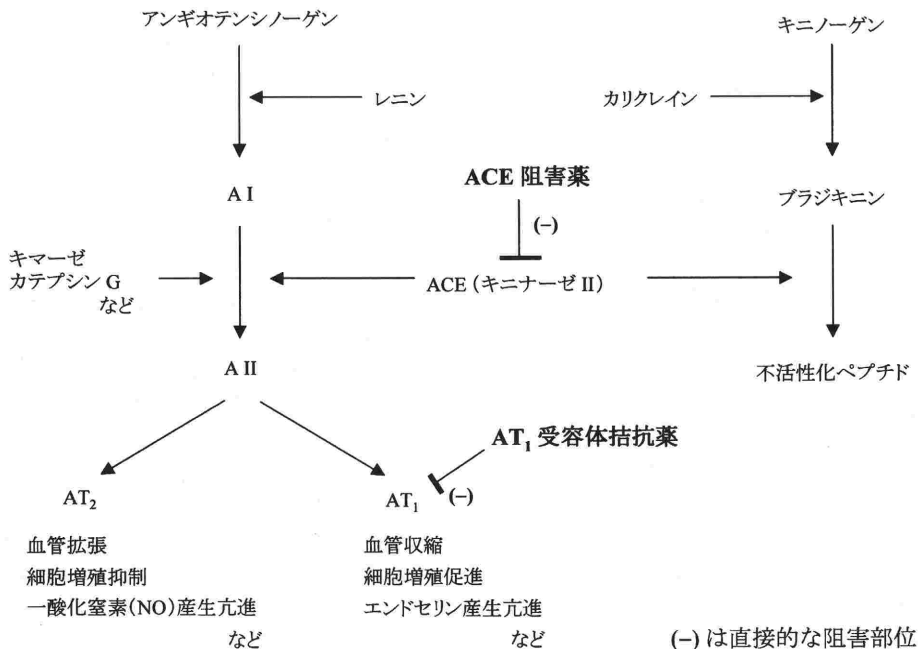 アンギオテンシノーゲン
キニノーゲン
レニン
カリクレイン
A I
ACE 阻害薬
ブラジキニン
(−)
キマーゼ
カテプシン G
など
ACE (キニナーゼ II)
A II
不活性化ペプチド
AT₁ 受容体拮抗薬
AT₂
AT₁
(−)
血管拡張
細胞増殖抑制
一酸化窒素(NO)産生亢進
など
血管収縮
細胞増殖促進
エンドセリン産生亢進
など
(−) は直接的な阻害部位